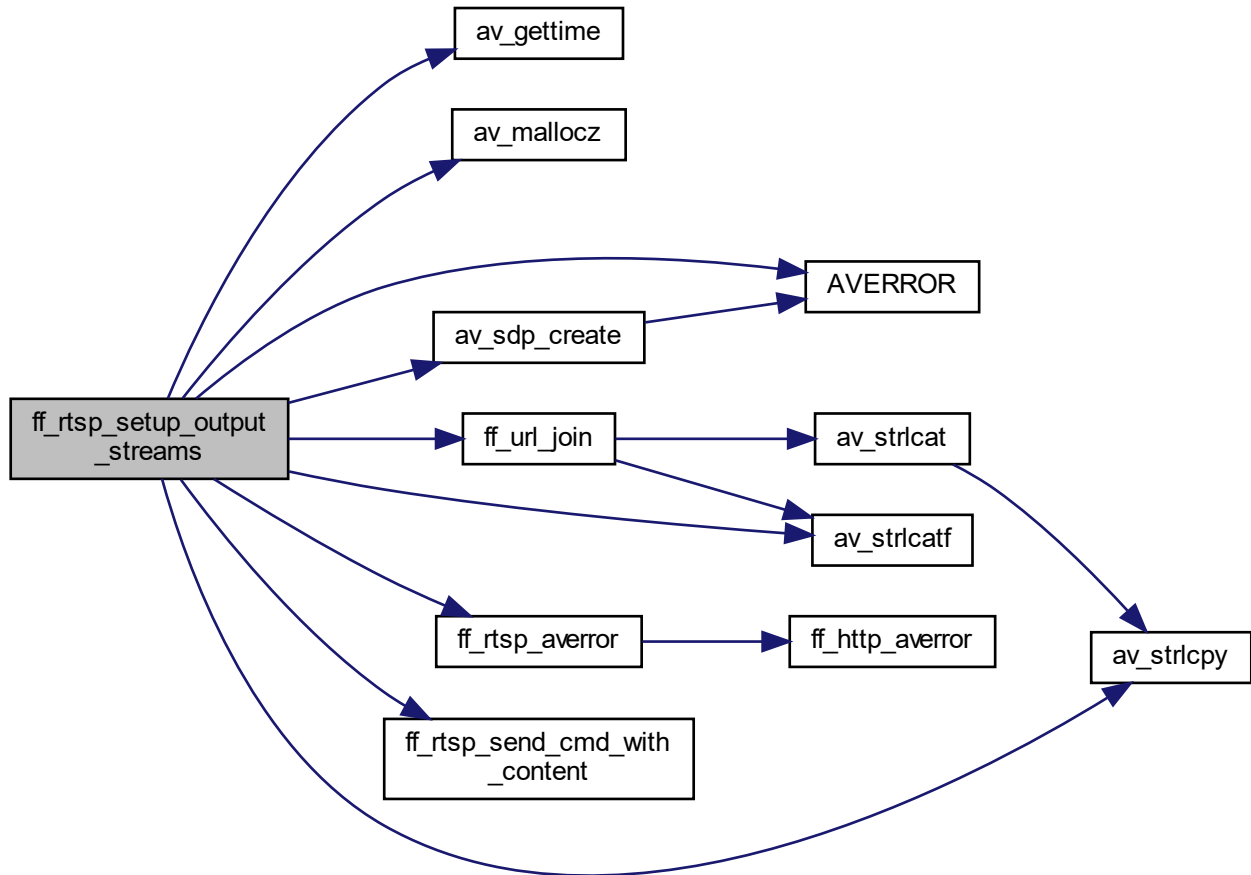 av_gettime
av_mallocz
AVERROR
av_sdp_create
ff_rtsp_setup_output
_streams
ff_url_join
av_strlcat
av_strlcatf
ff_rtsp_averror
ff_http_averror
av_strlcpy
ff_rtsp_send_cmd_with
_content